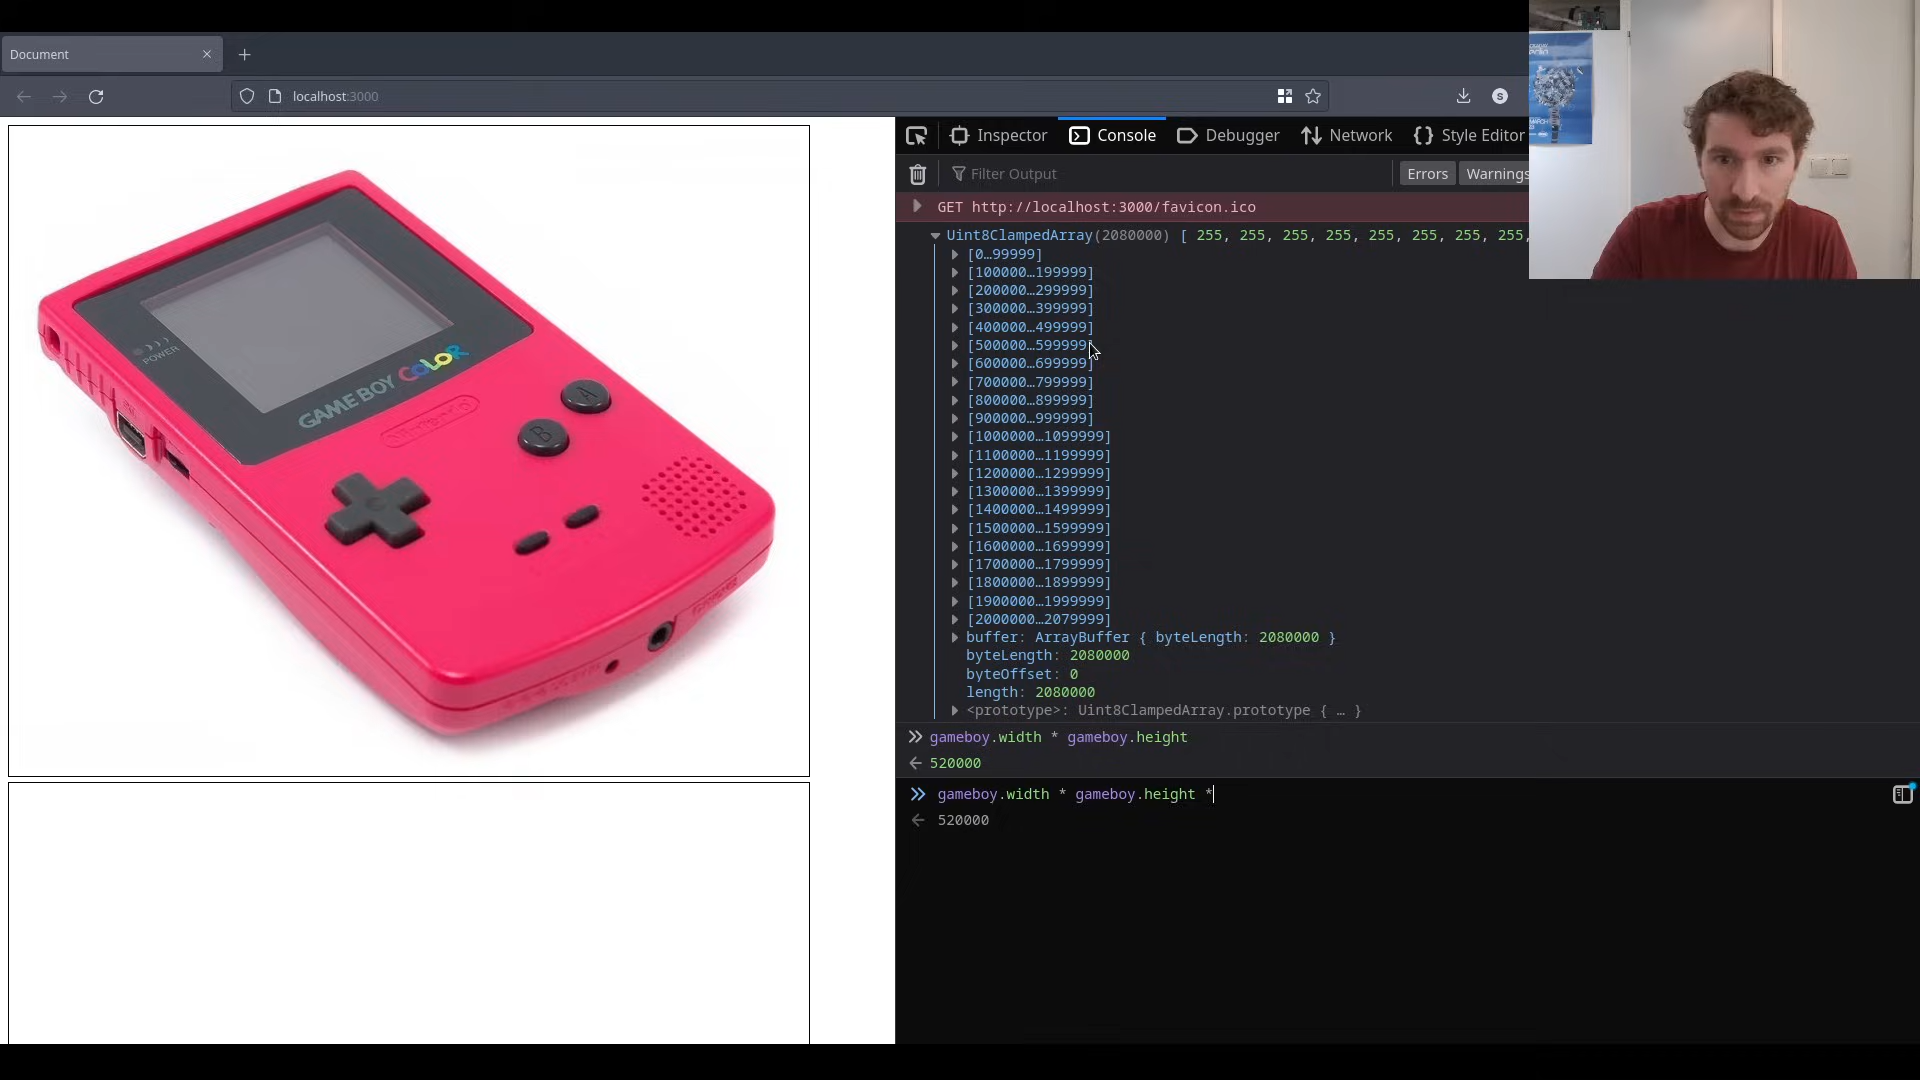 Document
localhost:3000
Inspector
Console
Debugger
Network
Style Editor
Filter Output
Errors
Warnings
GET http://localhost:3000/favicon.ico
Uint8ClampedArray(2080000) [ 255, 255, 255, 255, 255, 255, 255, 255,
[0…99999]
[100000…199999]
[200000…299999]
[300000…399999]
[400000…499999]
[500000…599999]
[600000…699999]
[700000…799999]
[800000…899999]
[900000…999999]
[1000000…1099999]
[1100000…1199999]
[1200000…1299999]
[1300000…1399999]
[1400000…1499999]
[1500000…1599999]
[1600000…1699999]
[1700000…1799999]
[1800000…1899999]
[1900000…1999999]
[2000000…2079999]
buffer: ArrayBuffer { byteLength: 2080000 }
byteLength: 2080000
byteOffset: 0
length: 2080000
<prototype>: Uint8ClampedArray.prototype { … }
gameboy.width * gameboy.height
520000
gameboy.width * gameboy.height *
520000
POWER
GAME BOY COLOR
Nintendo
A
B
S